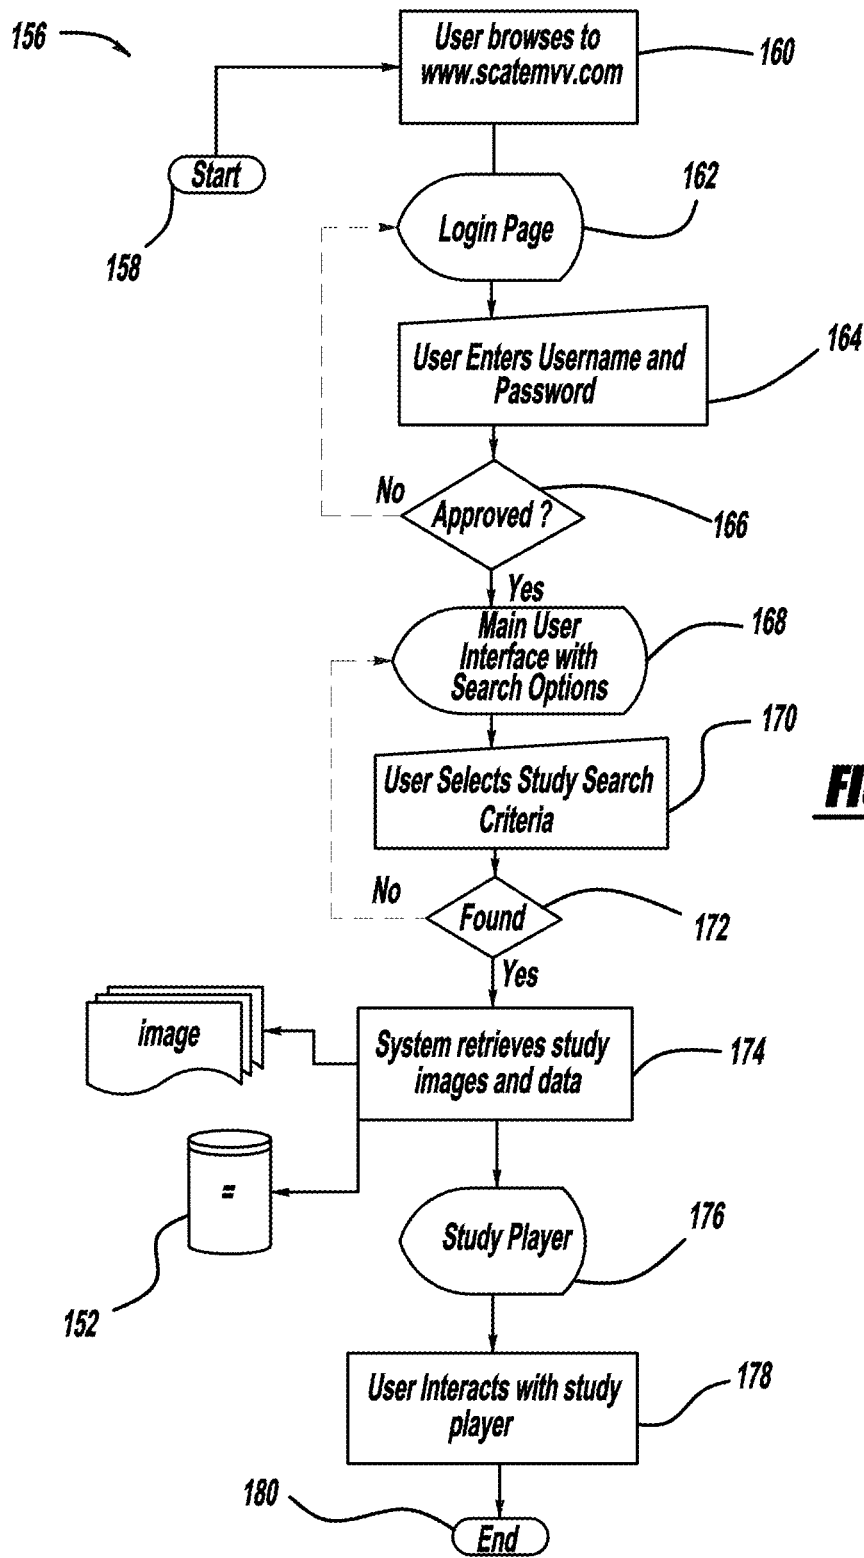 156
User browses to
www.scatemvv.com
160
Start
158
Login Page
162
User Enters Username and
Password
164
No
Approved ?
166
Yes
Main User
Interface with
Search Options
168
User Selects Study Search
Criteria
170
No
Found
172
Yes
image
System retrieves study
images and data
174
=
152
Study Player
176
User Interacts with study
player
178
180
End